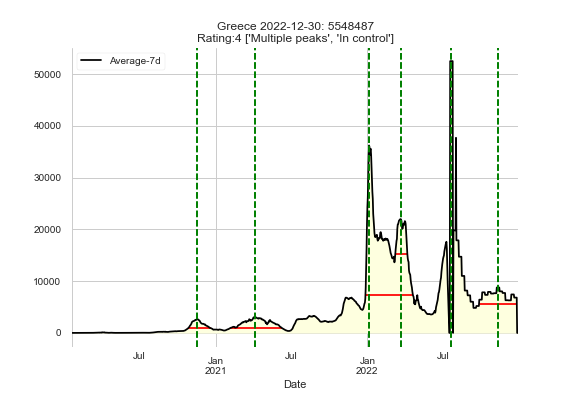 Greece 2022-12-30: 5548487
Rating:4 ['Multiple peaks', 'In control']
Average-7d
50000
40000
30000
20000
10000
0
Jul
Jan
2021
Jul
Jan
2022
Jul
Date